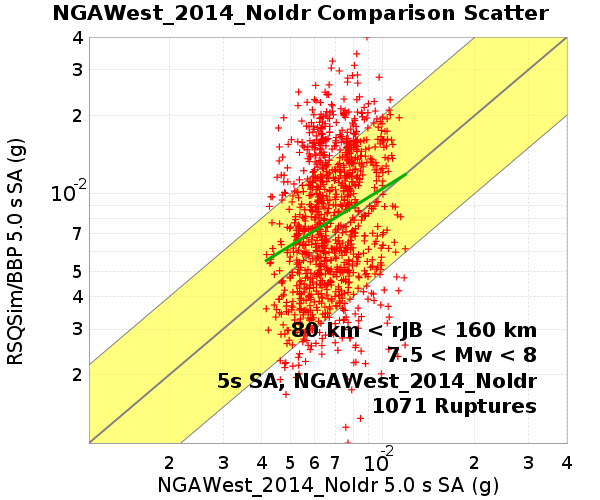 NGAWest_2014_NoIdr Comparison Scatter
4
3
2
10-2
7
5
4
3
2
RSQSim/BBP 5.0 s SA (g)
80 km < rJB < 160 km
7.5 < Mw < 8
5s SA, NGAWest_2014_NoIdr
1071 Ruptures
2 3 4 5 6 7 10-2 2 3 4
NGAWest_2014_NoIdr 5.0 s SA (g)